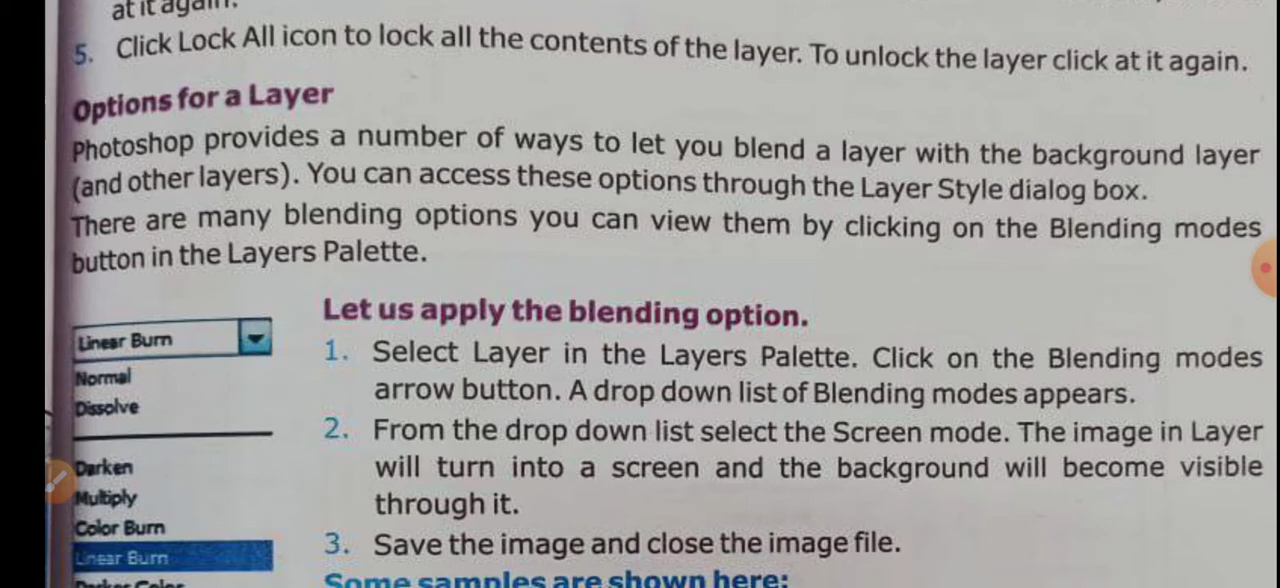 at it again.
5. Click Lock All icon to lock all the contents of the layer. To unlock the layer click at it again.
Options for a Layer
Photoshop provides a number of ways to let you blend a layer with the background layer
(and other layers). You can access these options through the Layer Style dialog box.
There are many blending options you can view them by clicking on the Blending modes
button in the Layers Palette.
Linear Burn
Normal
Dissolve
Darken
Multiply
Color Burn
Linear Burn
Darker Color
Let us apply the blending option.
1. Select Layer in the Layers Palette. Click on the Blending modes
arrow button. A drop down list of Blending modes appears.
2. From the drop down list select the Screen mode. The image in Layer
will turn into a screen and the background will become visible
through it.
3. Save the image and close the image file.
Some samples are shown here: